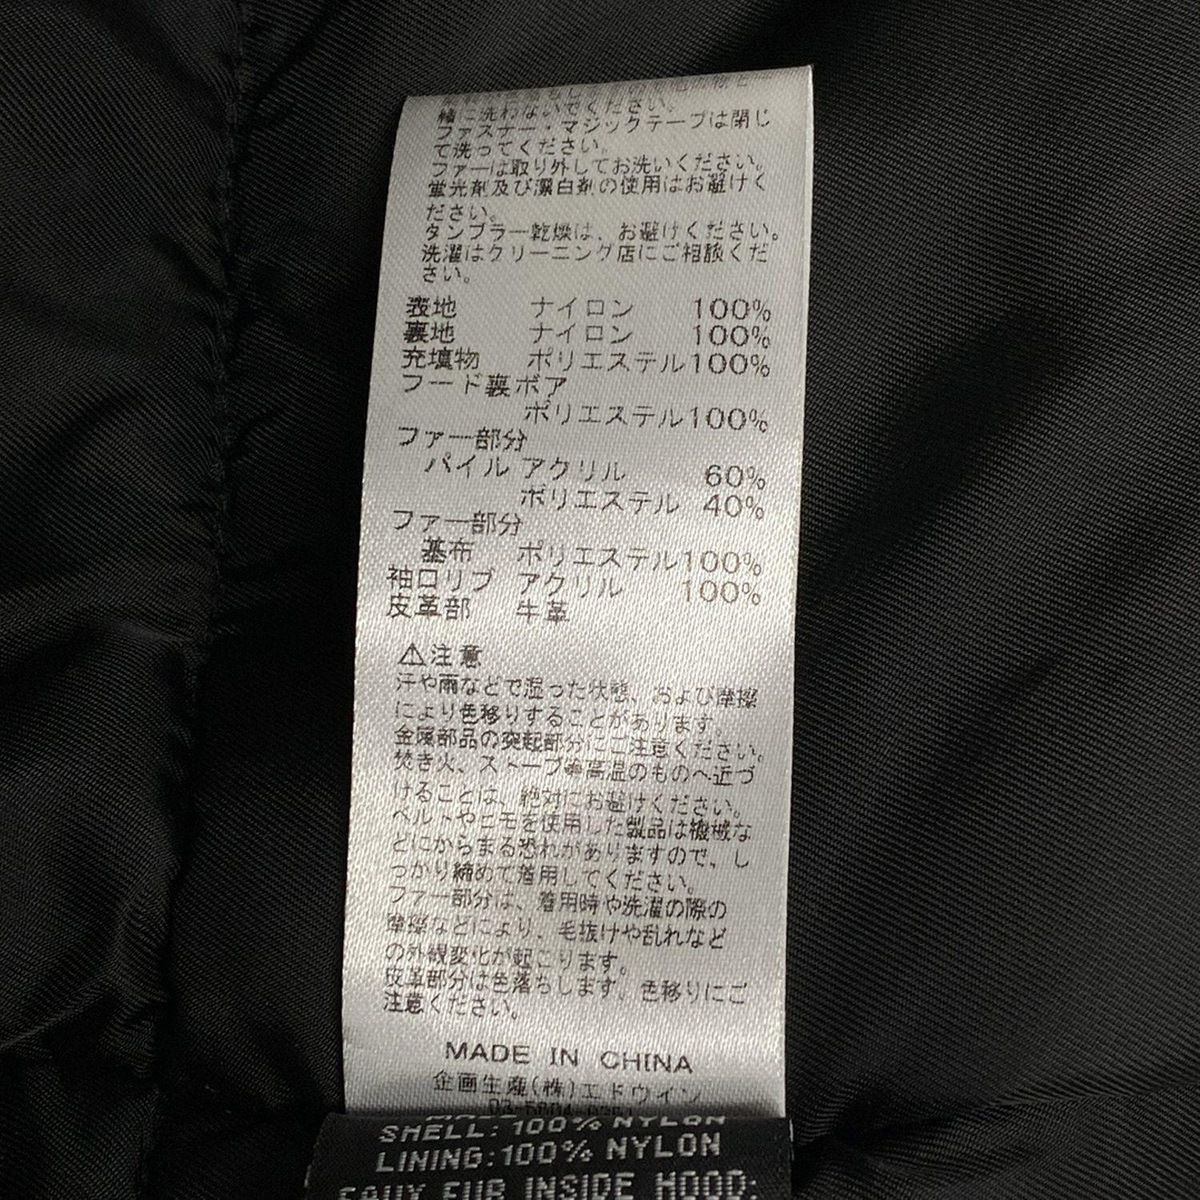 緒に洗わないでください。
ファスナー・マジックテープは閉じ
て洗ってください。
ファーは取り外してお洗いください。
蛍光剤及び漂白剤の使用はお避けく
ださい。
タンブラー乾燥は、お避けください。
洗濯はクリーニング店にご相談くだ
さい。
表地 ナイロン 100%
裏地 ナイロン 100%
充填物 ポリエステル100%
フード裏ボア
ポリエステル100%
ファー部分
パイル アクリル 60%
ポリエステル 40%
ファー部分
基布 ポリエステル100%
袖口リブ アクリル 100%
皮革部 牛革
⚠注意
汗や雨などで湿った状態、および摩擦
により色移りすることがあります。
金属部品の突起部分にご注意ください。
焚き火、ストーブ等高温のものへ近づ
けることは、絶対にお避けください。
ベルトやヒモを使用した製品は機械な
どにからまる恐れがありますので、し
っかり締めて着用してください。
ファー部分は、着用時や洗濯の際の
摩擦などにより、毛抜けや乱れなど
の外観変化が起こります。
皮革部分は色落ちします。色移りにご
注意ください。
MADE IN CHINA
企画生産(株)エドウイン
SHELL:100% NYLON
LINING:100% NYLON
FAUX FUR INSIDE HOOD: